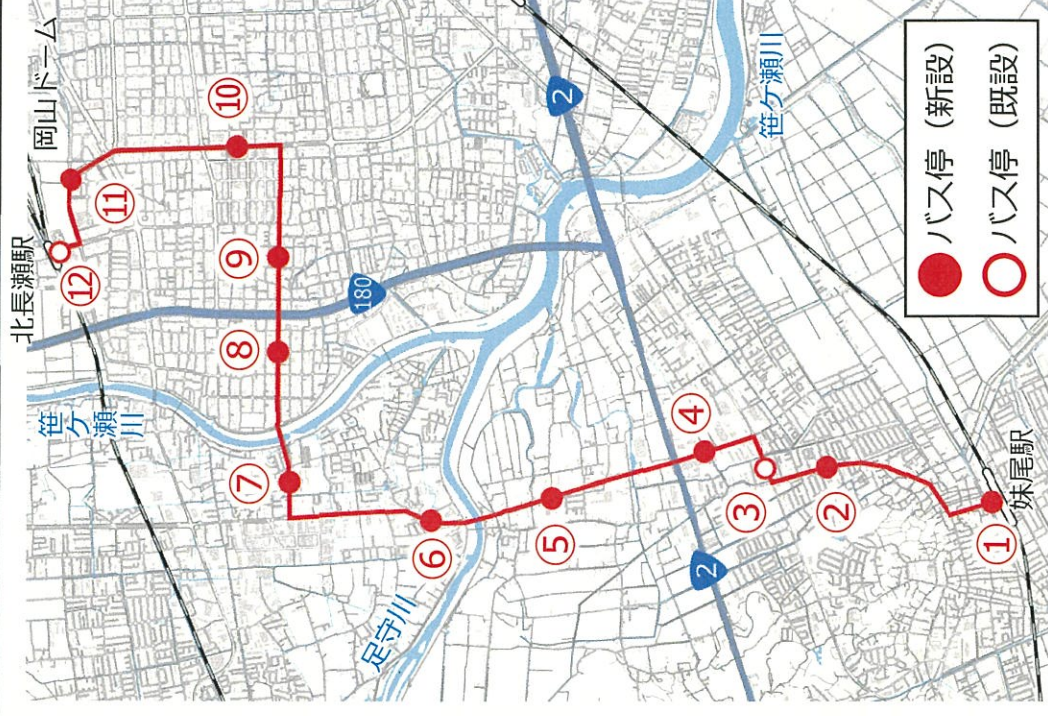 岡山ドーム
北長瀬駅
⑫
⑪
⑩
⑨
⑧
⑦
180
笹ケ瀬川
2
笹ケ瀬川
足守川
⑥
⑤
④
③
②
①
2
妹尾駅
バス停（新設）
バス停（既設）